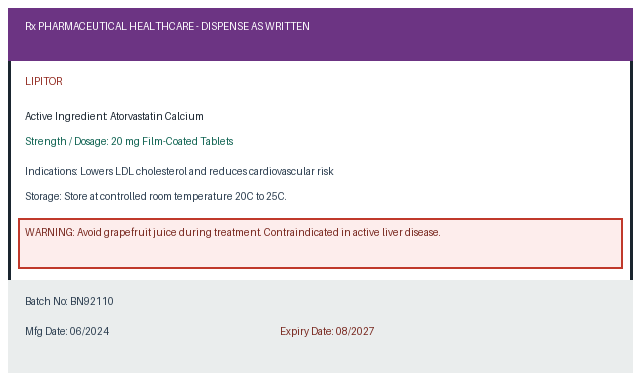 Rx PHARMACEUTICAL HEALTHCARE - DISPENSE AS WRITTEN
LIPITOR
Active Ingredient: Atorvastatin Calcium
Strength / Dosage: 20 mg Film-Coated Tablets
Indications: Lowers LDL cholesterol and reduces cardiovascular risk
Storage: Store at controlled room temperature 20C to 25C.
WARNING: Avoid grapefruit juice during treatment. Contraindicated in active liver disease.
Batch No: BN92110
Mfg Date: 06/2024 Expiry Date: 08/2027